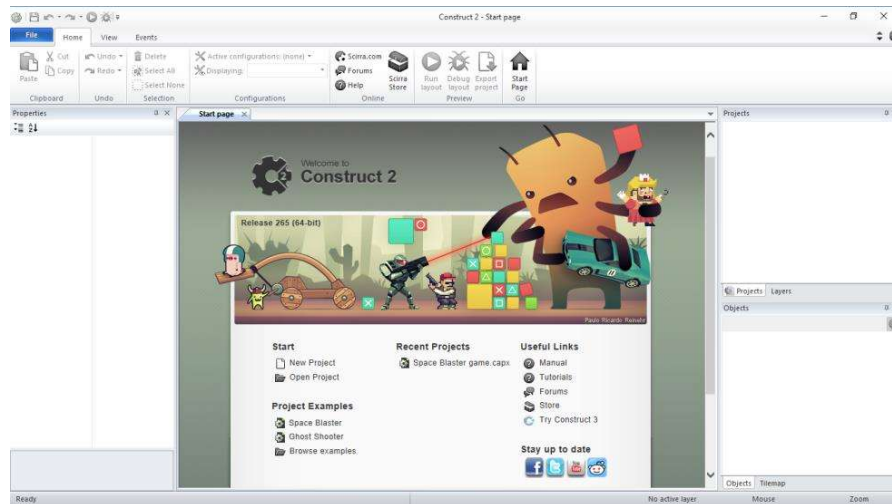 Construct 2 - Start page
File Home View Events
Paste
Cut
Copy
Clipboard
Undo
Redo
Undo
Delete
Select All
Select None
Selection
Active configurations: (none)
Displaying:
Configurations
Scirra.com
Forums
Help
Scirra Store
Online
Run layout
Debug layout
Export project
Preview
Start Page
Go
Properties
Start page
Projects
Welcome to
Construct 2
Release 265 (64-bit)
Paulo Ricardo Renate
Start
New Project
Open Project
Project Examples
Space Blaster
Ghost Shooter
Browse examples
Recent Projects
Space Blaster game.capx
Useful Links
Manual
Tutorials
Forums
Store
Try Construct 3
Stay up to date
Projects Layers
Objects
Objects Tilemap
Ready
No active layer Mouse Zoom